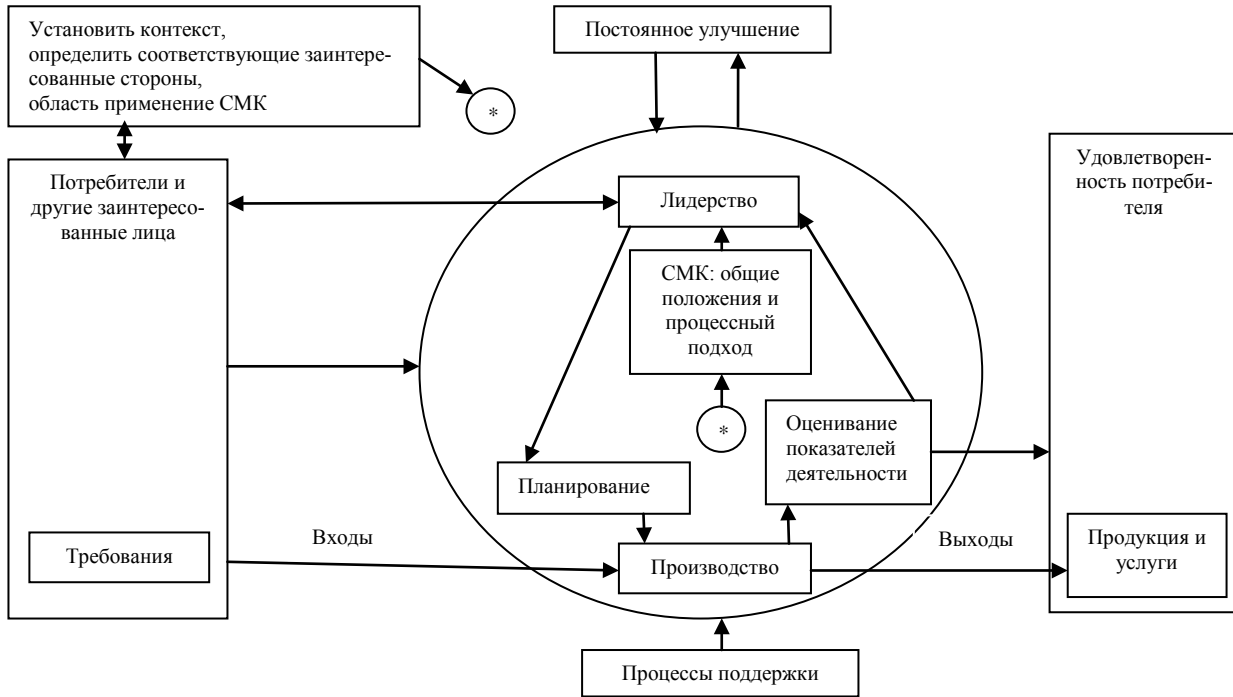 Установить контекст,
определить соответствующие заинтере-
сованные стороны,
область применение СМК
*
Постоянное улучшение
Потребители и
другие заинтересо-
ванные лица
Требования
Входы
Лидерство
СМК: общие
положения и
процессный
подход
*
Оценивание
показателей
деятельности
Планирование
Производство
Выходы
Удовлетворен-
ность потреби-
теля
Продукция и
услуги
Процессы поддержки